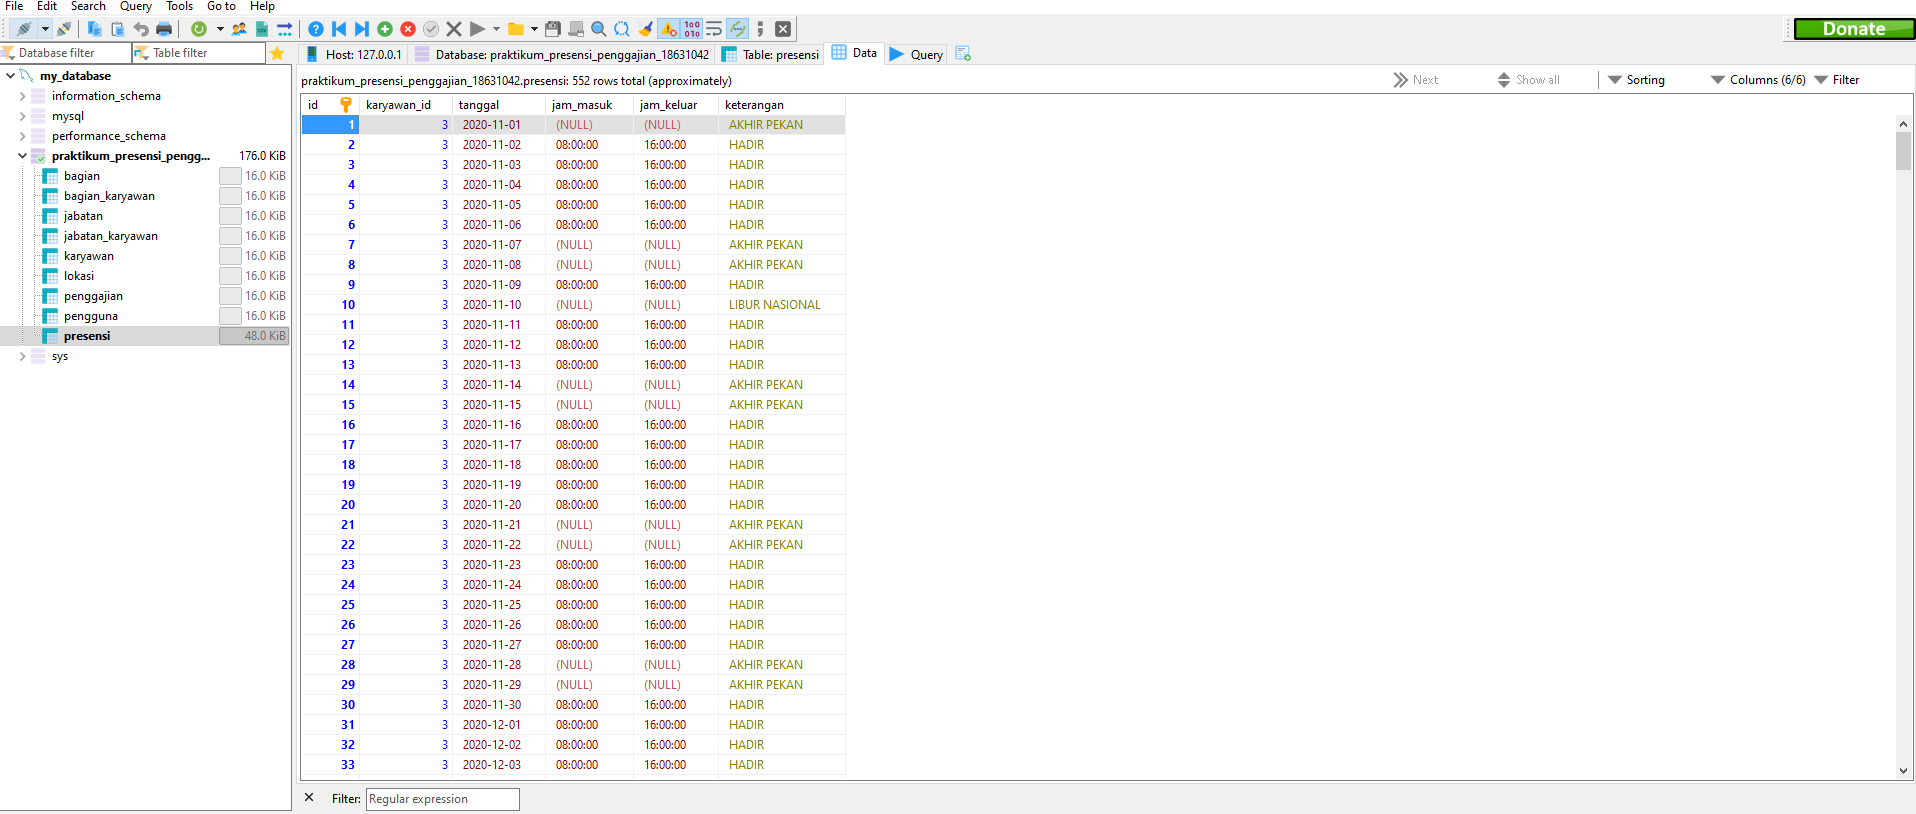 File Edit Search Query Tools Go to Help
Donate
Database filter Table filter Host: 127.0.0.1 Database: praktikum_presensi_penggajian_18631042 Table: presensi Data Query
my_database
information_schema
mysql
performance_schema
praktikum_presensi_pengg... 176.0 KiB
bagian 16.0 KiB
bagian_karyawan 16.0 KiB
jabatan 16.0 KiB
jabatan_karyawan 16.0 KiB
karyawan 16.0 KiB
lokasi 16.0 KiB
penggajian 16.0 KiB
pengguna 16.0 KiB
presensi 48.0 KiB
sys
praktikum_presensi_penggajian_18631042.presensi: 552 rows total (approximately) Next Show all Sorting Columns (6/6) Filter
id karyawan_id tanggal jam_masuk jam_keluar keterangan
1 3 2020-11-01 (NULL) (NULL) AKHIR PEKAN
2 3 2020-11-02 08:00:00 16:00:00 HADIR
3 3 2020-11-03 08:00:00 16:00:00 HADIR
4 3 2020-11-04 08:00:00 16:00:00 HADIR
5 3 2020-11-05 08:00:00 16:00:00 HADIR
6 3 2020-11-06 08:00:00 16:00:00 HADIR
7 3 2020-11-07 (NULL) (NULL) AKHIR PEKAN
8 3 2020-11-08 (NULL) (NULL) AKHIR PEKAN
9 3 2020-11-09 08:00:00 16:00:00 HADIR
10 3 2020-11-10 (NULL) (NULL) LIBUR NASIONAL
11 3 2020-11-11 08:00:00 16:00:00 HADIR
12 3 2020-11-12 08:00:00 16:00:00 HADIR
13 3 2020-11-13 08:00:00 16:00:00 HADIR
14 3 2020-11-14 (NULL) (NULL) AKHIR PEKAN
15 3 2020-11-15 (NULL) (NULL) AKHIR PEKAN
16 3 2020-11-16 08:00:00 16:00:00 HADIR
17 3 2020-11-17 08:00:00 16:00:00 HADIR
18 3 2020-11-18 08:00:00 16:00:00 HADIR
19 3 2020-11-19 08:00:00 16:00:00 HADIR
20 3 2020-11-20 08:00:00 16:00:00 HADIR
21 3 2020-11-21 (NULL) (NULL) AKHIR PEKAN
22 3 2020-11-22 (NULL) (NULL) AKHIR PEKAN
23 3 2020-11-23 08:00:00 16:00:00 HADIR
24 3 2020-11-24 08:00:00 16:00:00 HADIR
25 3 2020-11-25 08:00:00 16:00:00 HADIR
26 3 2020-11-26 08:00:00 16:00:00 HADIR
27 3 2020-11-27 08:00:00 16:00:00 HADIR
28 3 2020-11-28 (NULL) (NULL) AKHIR PEKAN
29 3 2020-11-29 (NULL) (NULL) AKHIR PEKAN
30 3 2020-11-30 08:00:00 16:00:00 HADIR
31 3 2020-12-01 08:00:00 16:00:00 HADIR
32 3 2020-12-02 08:00:00 16:00:00 HADIR
33 3 2020-12-03 08:00:00 16:00:00 HADIR
Filter: Regular expression